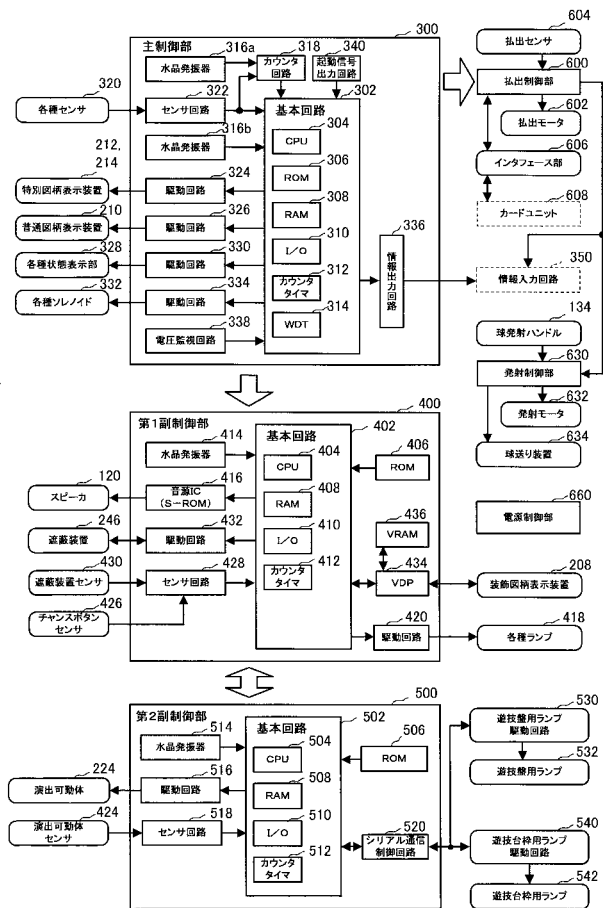 604
払出センサ
300
600
払出制御部
602
払出モータ
606
インタフェース部
608
カードユニット
350
情報入力回路
134
球発射ハンドル
630
発射制御部
632
発射モータ
634
球送り装置
660
電源制御部
主制御部
316a
水晶発振器
318
カウンタ
回路
340
起動信号
出力回路
320
各種センサ
322
センサ回路
302
基本回路
316b
水晶発振器
304
CPU
306
ROM
308
RAM
310
I/O
312
カウンタ
タイマ
314
WDT
336
情報出力回路
212,
214
特別図柄表示装置
324
駆動回路
210
普通図柄表示装置
326
駆動回路
328
各種状態表示部
330
駆動回路
332
各種ソレノイド
334
駆動回路
338
電圧監視回路
400
第1副制御部
414
水晶発振器
402
基本回路
404
CPU
406
ROM
408
RAM
410
I/O
412
カウンタ
タイマ
120
スピーカ
416
音源IC
(S-ROM)
246
遮蔽装置
432
駆動回路
430
遮蔽装置センサ
428
センサ回路
426
チャンスボタン
センサ
436
VRAM
434
VDP
208
装飾図柄表示装置
420
駆動回路
418
各種ランプ
500
第2副制御部
514
水晶発振器
502
基本回路
504
CPU
506
ROM
508
RAM
510
I/O
512
カウンタ
タイマ
224
演出可動体
516
駆動回路
424
演出可動体
センサ
518
センサ回路
520
シリアル通信
制御回路
530
遊技盤用ランプ
駆動回路
532
遊技盤用ランプ
540
遊技台枠用ランプ
駆動回路
542
遊技台枠用ランプ